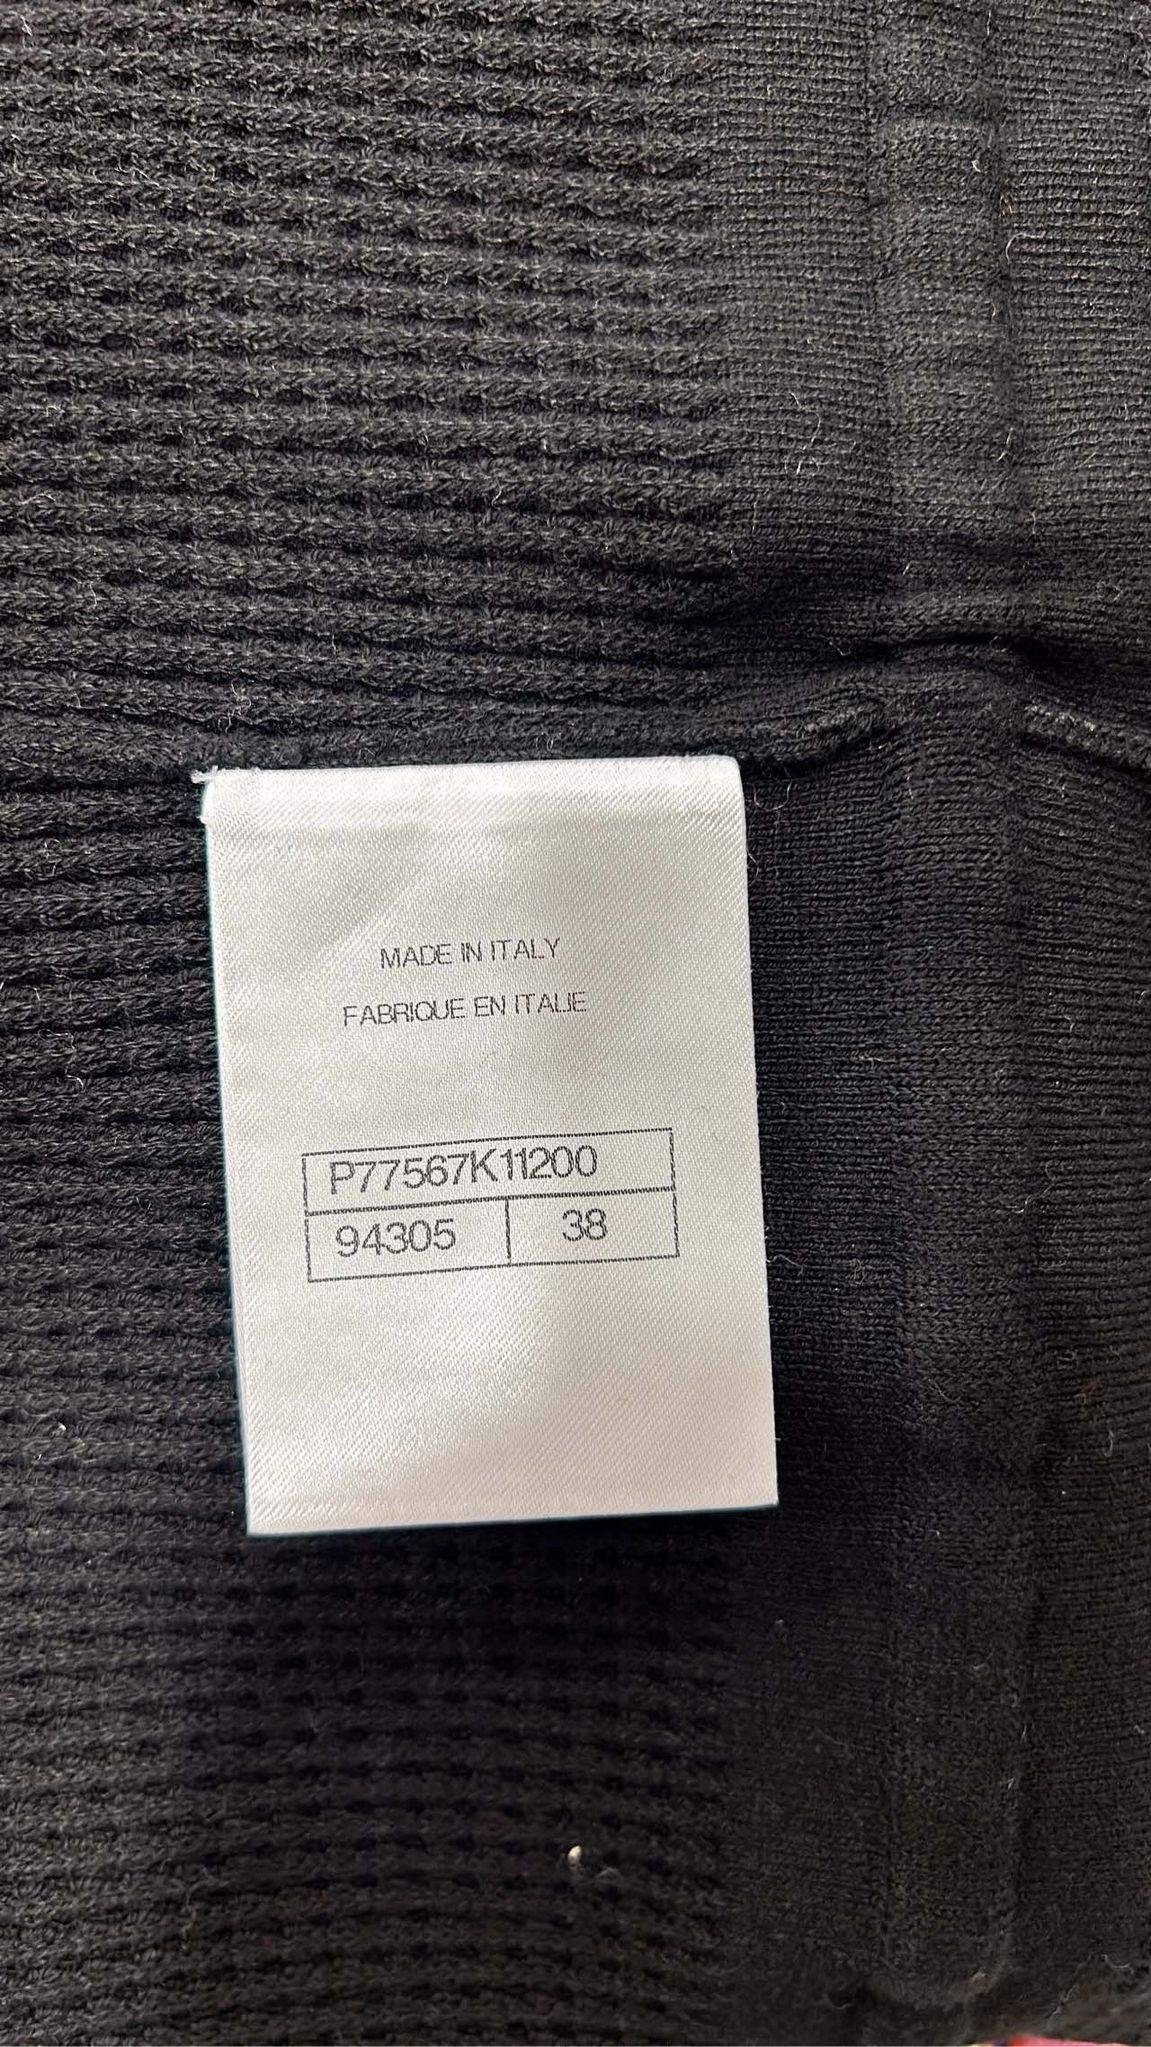 MADE IN ITALY
FABRIQUE EN ITALIE
P77567K11200
94305 38